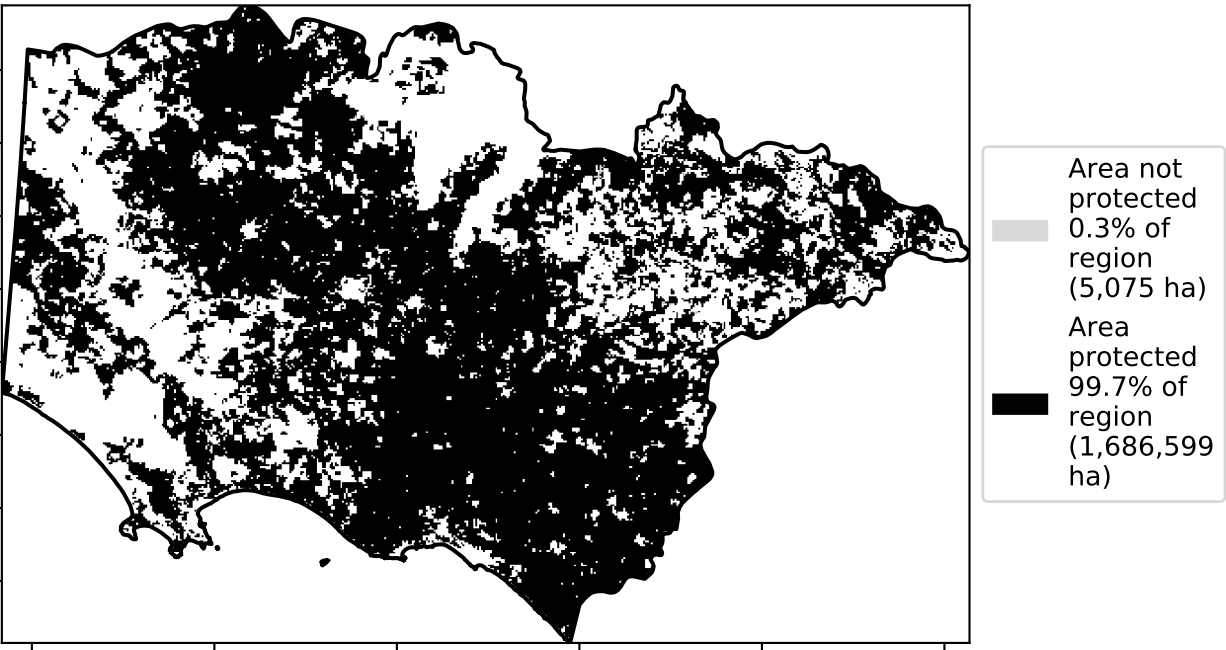 Area not
protected
0.3% of
region
(5,075 ha)
Area
protected
99.7% of
region
(1,686,599
ha)